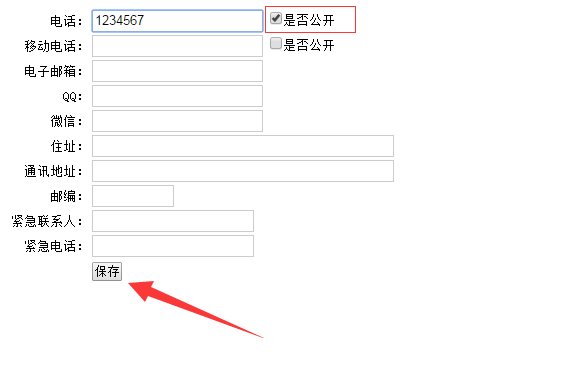 电话： 1234567 是否公开
移动电话： 是否公开
电子邮箱：
QQ：
微信：
住址：
通讯地址：
邮编：
紧急联系人：
紧急电话：
保存